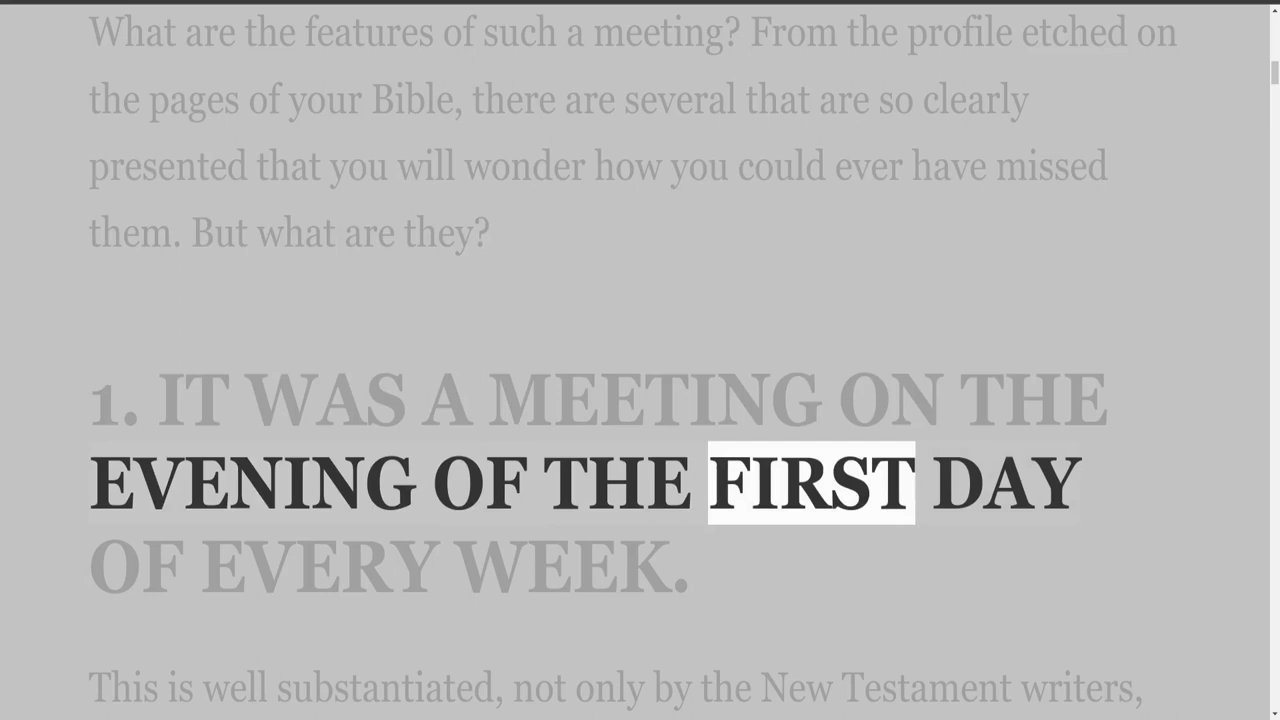 What are the features of such a meeting? From the profile etched on
the pages of your Bible, there are several that are so clearly
presented that you will wonder how you could ever have missed
them. But what are they?
1. IT WAS A MEETING ON THE
EVENING OF THE FIRST DAY
OF EVERY WEEK.
This is well substantiated, not only by the New Testament writers,